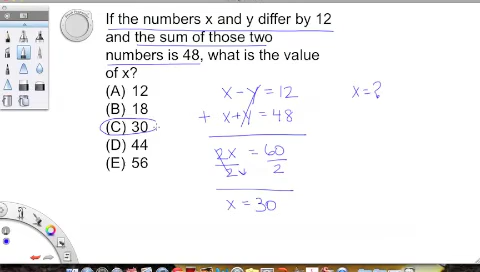 If the numbers x and y differ by 12
and the sum of those two
numbers is 48, what is the value
of x?
(A) 12
(B) 18
(C) 30
(D) 44
(E) 56
x - y = 12
+ x + y = 48
2x = 60
2 2
x = 30
x = ?